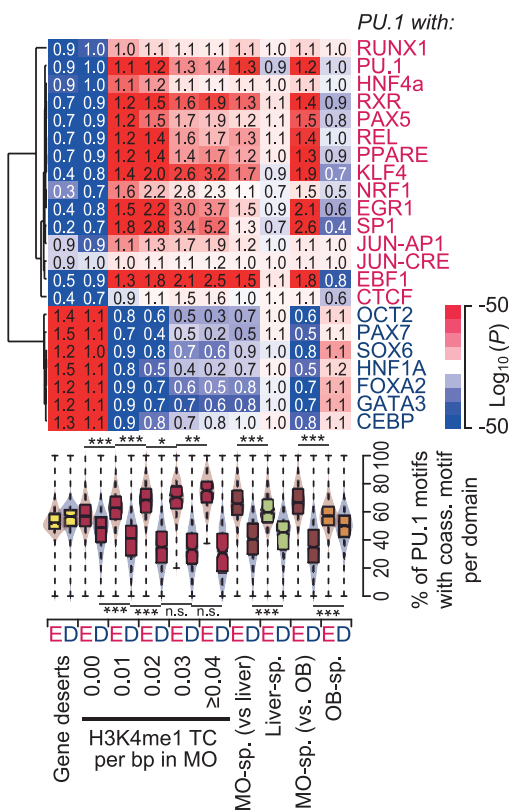 PU.1 with:
0.9 1.0 1.0 1.1 1.1 1.1 1.1 1.0 1.1 1.0 RUNX1
0.9 1.0 1.1 1.2 1.3 1.4 1.3 0.9 1.2 1.0 PU.1
0.9 1.0 1.1 1.2 1.1 1.1 1.1 1.0 1.1 1.0 HNF4a
0.7 0.9 1.2 1.5 1.6 1.9 1.3 1.1 1.4 0.9 RXR
0.7 0.9 1.2 1.5 1.7 1.9 1.2 1.1 1.5 0.8 PAX5
0.7 0.9 1.2 1.4 1.6 1.7 1.3 1.1 1.4 1.0 REL
0.7 0.9 1.2 1.4 1.4 1.7 1.2 1.0 1.3 0.9 PPARE
0.4 0.7 1.4 2.0 2.6 3.2 1.7 0.9 1.9 0.7 KLF4
0.3 0.7 1.6 2.2 2.8 2.3 1.1 0.7 1.5 0.5 NRF1
0.4 0.8 1.5 2.2 3.0 3.7 1.5 0.9 2.1 0.6 EGR1
0.2 0.7 1.8 2.8 3.4 5.2 1.3 0.7 2.6 0.4 SP1
0.9 0.9 1.1 1.3 1.7 1.9 1.2 1.0 1.1 1.0 JUN-AP1
0.9 1.0 1.0 1.1 1.1 1.2 1.1 1.0 1.1 1.0 JUN-CRE
0.5 0.9 1.3 1.8 2.1 2.5 1.5 1.1 1.8 0.8 EBF1
0.4 0.7 0.9 1.1 1.5 1.6 1.0 1.1 1.1 0.6 CTCF
1.4 1.1 0.8 0.6 0.5 0.3 0.7 1.0 0.6 1.1 OCT2
1.5 1.1 0.7 0.4 0.5 0.2 0.5 1.1 0.5 1.1 PAX7
1.2 1.0 0.9 0.8 0.7 0.6 0.9 1.0 0.8 1.1 SOX6
1.5 1.1 0.8 0.5 0.4 0.2 0.7 1.1 0.5 1.2 HNF1A
1.2 1.1 0.9 0.7 0.6 0.5 0.8 1.1 0.7 1.1 FOXA2
1.2 1.1 0.9 0.7 0.7 0.6 0.8 1.0 0.7 1.1 GATA3
1.3 1.1 0.9 0.8 0.7 0.8 0.7 1.1 0.8 1.1 CEBP
-50
-50
Log10 (P)
*** *** * ** *** ***
0 20 40 60 80 100
% of PU.1 motifs
with coass. motif
per domain
*** *** n.s. n.s. *** ***
E D E D E D E D E D E D E D E D E D E D
Gene deserts
0.00
0.01
0.02
0.03
≥0.04
H3K4me1 TC
per bp in MO
MO-sp. (vs liver)
Liver-sp.
MO-sp. (vs. OB)
OB-sp.